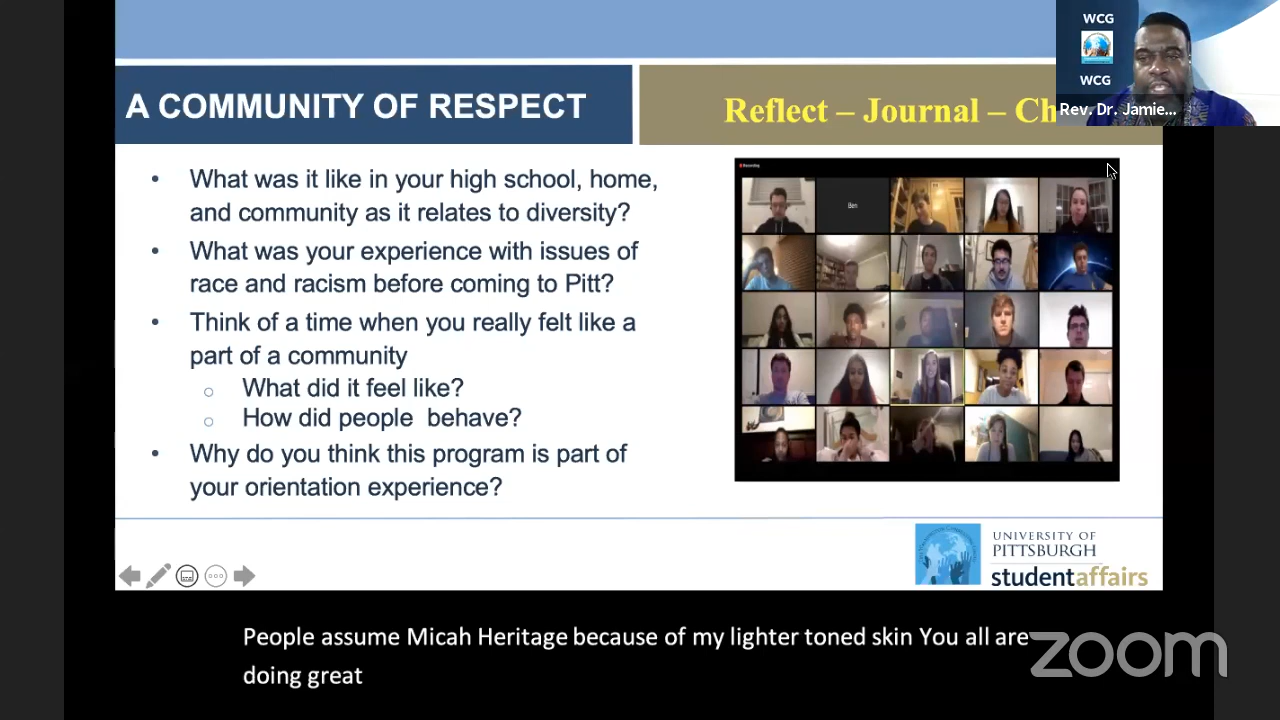 WCG
WCG
Rev. Dr. Jamie...
A COMMUNITY OF RESPECT
Reflect – Journal – Ch
• What was it like in your high school, home,
and community as it relates to diversity?
• What was your experience with issues of
race and racism before coming to Pitt?
• Think of a time when you really felt like a
part of a community
o What did it feel like?
o How did people behave?
• Why do you think this program is part of
your orientation experience?
Recording
Ben
UNIVERSITY OF
PITTSBURGH
studentaffairs
People assume Micah Heritage because of my lighter toned skin You all are
doing great
zoom